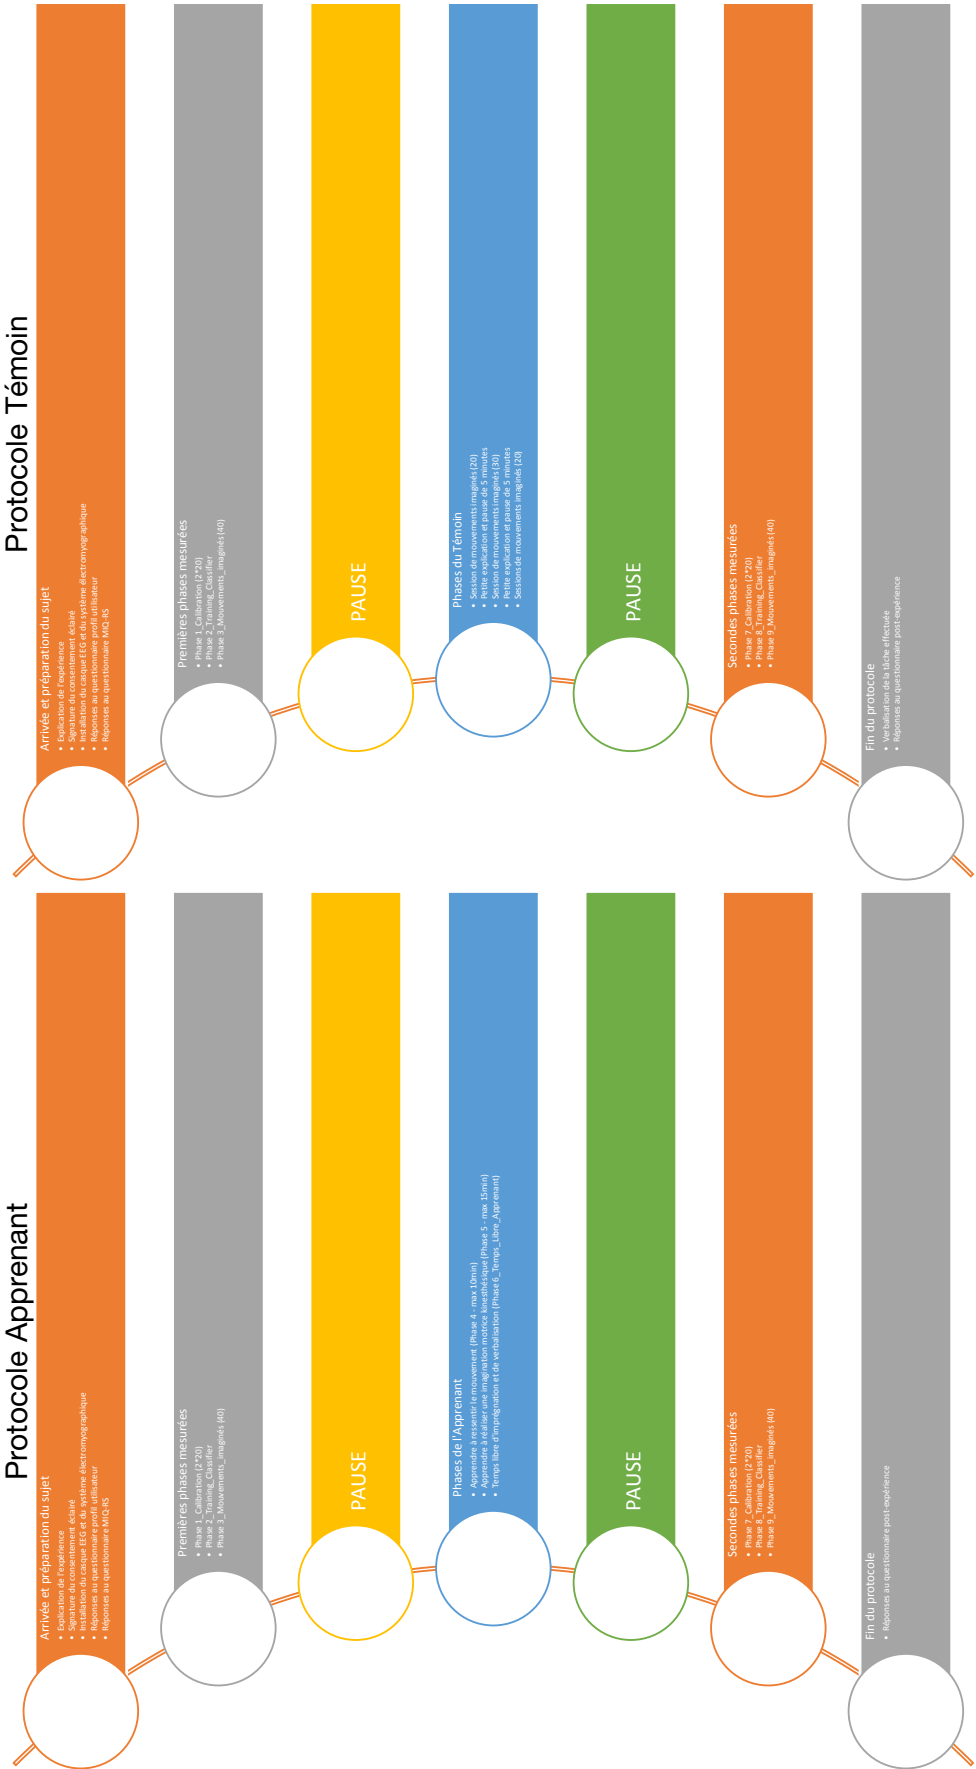 Protocole Apprenant
Arrivée et préparation du sujet
• Explication de l'expérience
• Signature du consentement éclairé
• Installation du casque EEG et du système électromyographique
• Réponses au questionnaire profil utilisateur
• Réponses au questionnaire MIQ-RS
Premières phases mesurées
• Phase 1_Calibration (2*20)
• Phase 2_Training_Classifier
• Phase 3_Mouvements_imaginés (40)
PAUSE
Phases de l'Apprenant
• Apprendre à ressentir le mouvement (Phase 4 - max 10min)
• Apprendre à réaliser une imagination motrice kinesthésique (Phase 5 - max 15min)
• Temps libre d'imprégnation et de verbalisation (Phase 6_Temps_Libre_Apprenant)
PAUSE
Secondes phases mesurées
• Phase 7_Calibration (2*20)
• Phase 8_Training_Classifier
• Phase 9_Mouvements_imaginés (40)
Fin du protocole
• Réponses au questionnaire post-expérience
Protocole Témoin
Arrivée et préparation du sujet
• Explication de l'expérience
• Signature du consentement éclairé
• Installation du casque EEG et du système électromyographique
• Réponses au questionnaire profil utilisateur
• Réponses au questionnaire MIQ-RS
Premières phases mesurées
• Phase 1_Calibration (2*20)
• Phase 2_Training_Classifier
• Phase 3_Mouvements_imaginés (40)
PAUSE
Phases du Témoin
• Session de mouvements imaginés (20)
• Petite explication et pause de 5 minutes
• Session de mouvements imaginés (30)
• Petite explication et pause de 5 minutes
• Sessions de mouvements imaginés (20)
PAUSE
Secondes phases mesurées
• Phase 7_Calibration (2*20)
• Phase 8_Training_Classifier
• Phase 9_Mouvements_imaginés (40)
Fin du protocole
• Verbalisation de la tâche effectuée
• Réponses au questionnaire post-expérience